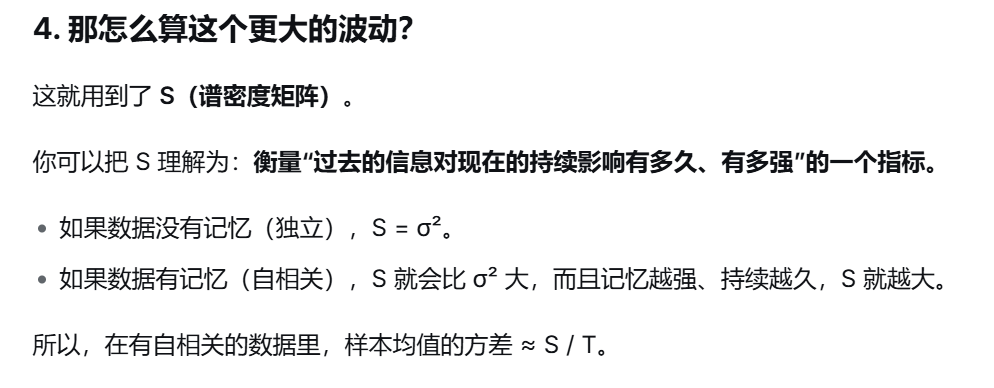 4. 那怎么算这个更大的波动？
这就用到了 S（谱密度矩阵）。
你可以把 S 理解为：衡量“过去的信息对现在的持续影响有多久、有多强”的一个指标。
• 如果数据没有记忆（独立），S = σ²。
• 如果数据有记忆（自相关），S 就会比 σ² 大，而且记忆越强、持续越久，S 就越大。
所以，在有自相关的数据里，样本均值的方差 ≈ S / T。